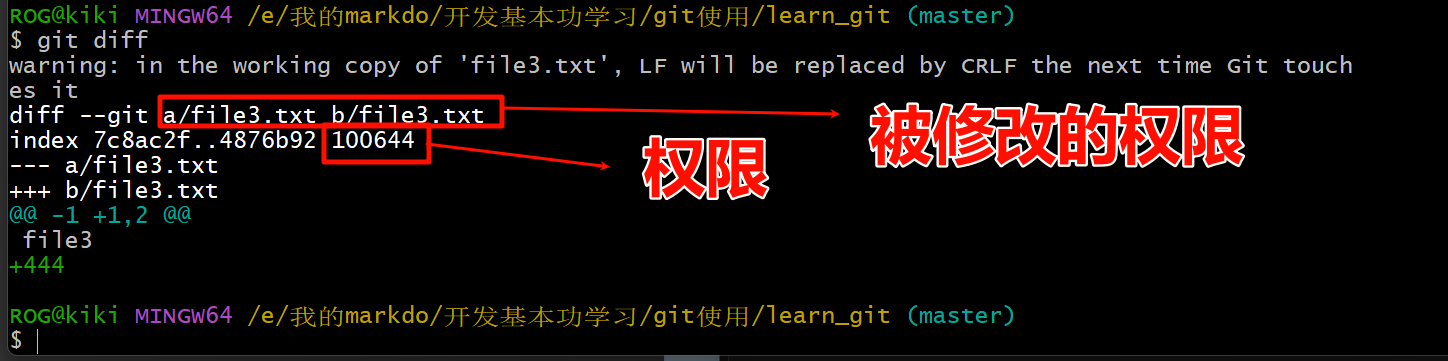 ROG@kiki MINGW64 /e/我的markdo/开发基本功学习/git使用/learn_git (master)
$ git diff
warning: in the working copy of 'file3.txt', LF will be replaced by CRLF the next time Git touch
es it
diff --git a/file3.txt b/file3.txt
被修改的权限
index 7c8ac2f..4876b92 100644
权限
--- a/file3.txt
+++ b/file3.txt
@@ -1 +1,2 @@
 file3
+444
ROG@kiki MINGW64 /e/我的markdo/开发基本功学习/git使用/learn_git (master)
$